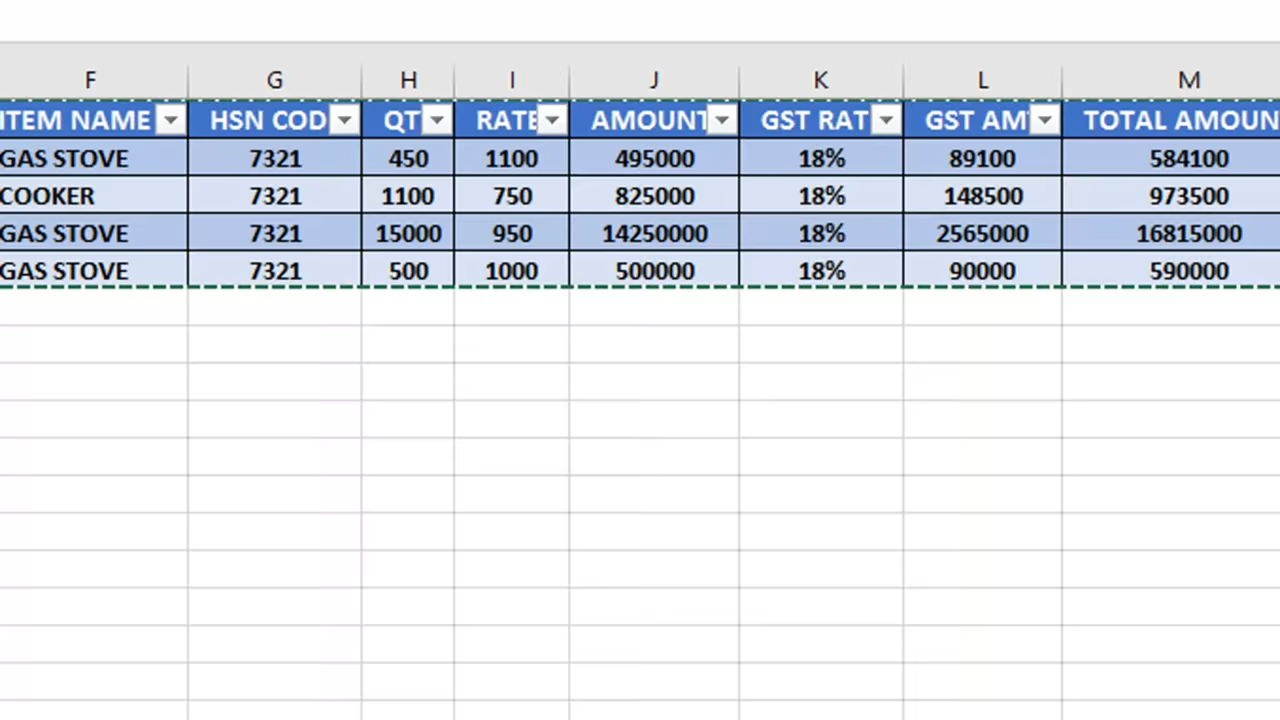 F G H I J K L M
ITEM NAME HSN COD QT RATE AMOUNT GST RAT GST AM TOTAL AMOUN
GAS STOVE 7321 450 1100 495000 18% 89100 584100
COOKER 7321 1100 750 825000 18% 148500 973500
GAS STOVE 7321 15000 950 14250000 18% 2565000 16815000
GAS STOVE 7321 500 1000 500000 18% 90000 590000